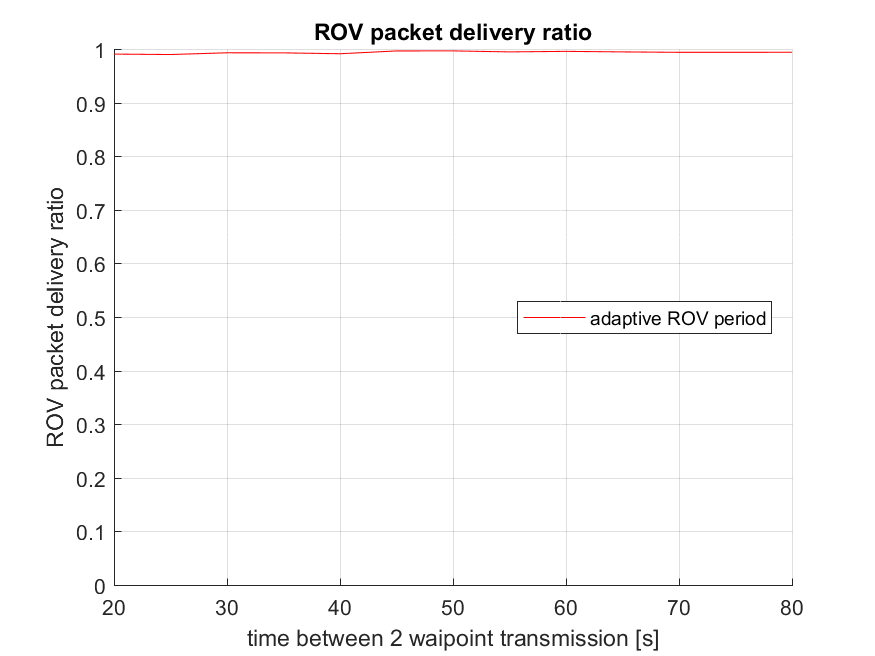 ROV packet delivery ratio
1
0.9
0.8
0.7
0.6
0.5
0.4
0.3
0.2
0.1
0
ROV packet delivery ratio
adaptive ROV period
20 30 40 50 60 70 80
time between 2 waipoint transmission [s]